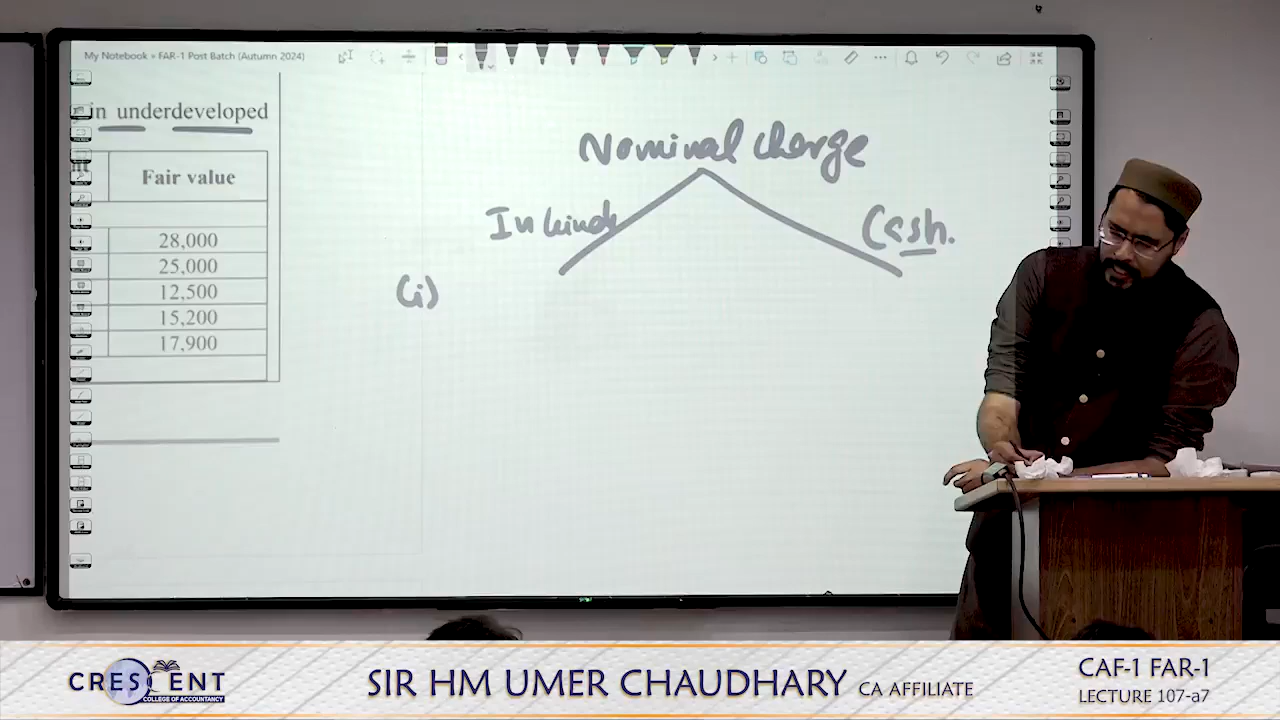 My Notebook » FAR-1 Post Batch (Autumn 2024)
in underdeveloped
Fair value
28,000
25,000
12,500
15,200
17,900
Nominal charge
In kind
Cash.
(i)
CRESCENT
COLLEGE OF ACCOUNTANCY
SIR HM UMER CHAUDHARY CA AFFILIATE
CAF-1 FAR-1
LECTURE 107-a7